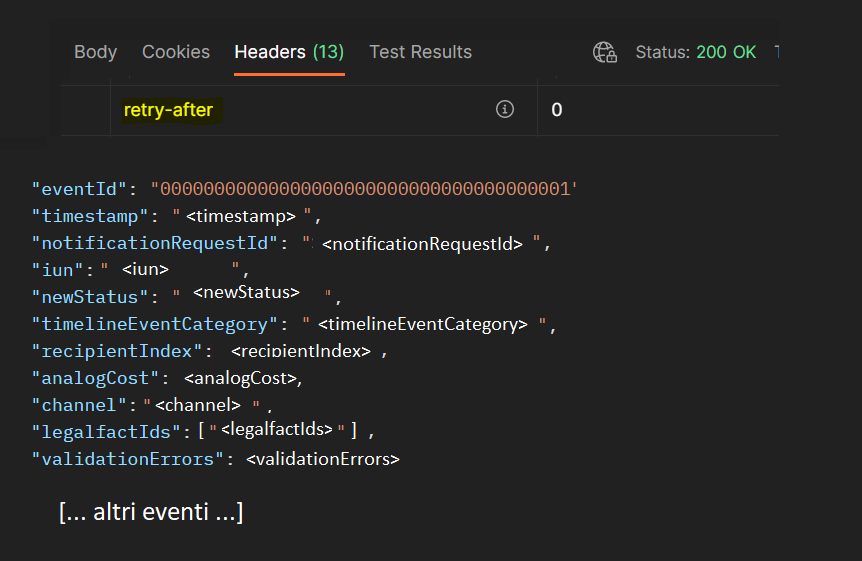 Body Cookies Headers (13) Test Results Status: 200 OK
retry-after 0
"eventId": "00000000000000000000000000000000000001'
"timestamp": " <timestamp> ",
"notificationRequestId": " <notificationRequestId> ",
"iun":" <iun> ",
"newStatus": " <newStatus> ",
"timelineEventCategory": " <timelineEventCategory> ",
"recipientIndex": <recipientIndex> ,
"analogCost": <analogCost>,
"channel":"<channel> ",
"legalfactIds":["<legalfactIds>"] ,
"validationErrors": <validationErrors>
[... altri eventi ...]